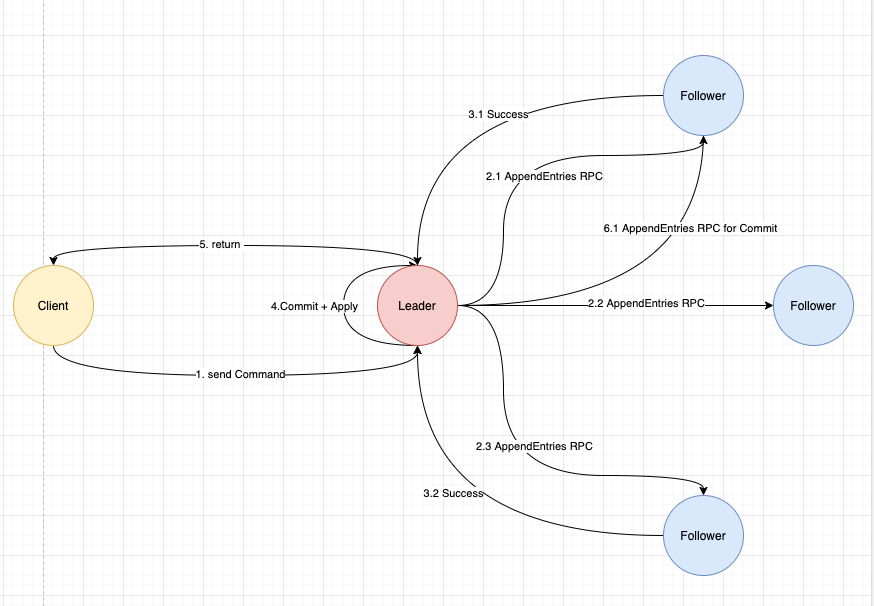 Follower
3.1 Success
2.1 AppendEntries RPC
6.1 AppendEntries RPC for Commit
5. return
Client
4.Commit + Apply
Leader
2.2 AppendEntries RPC
Follower
1. send Command
2.3 AppendEntries RPC
3.2 Success
Follower